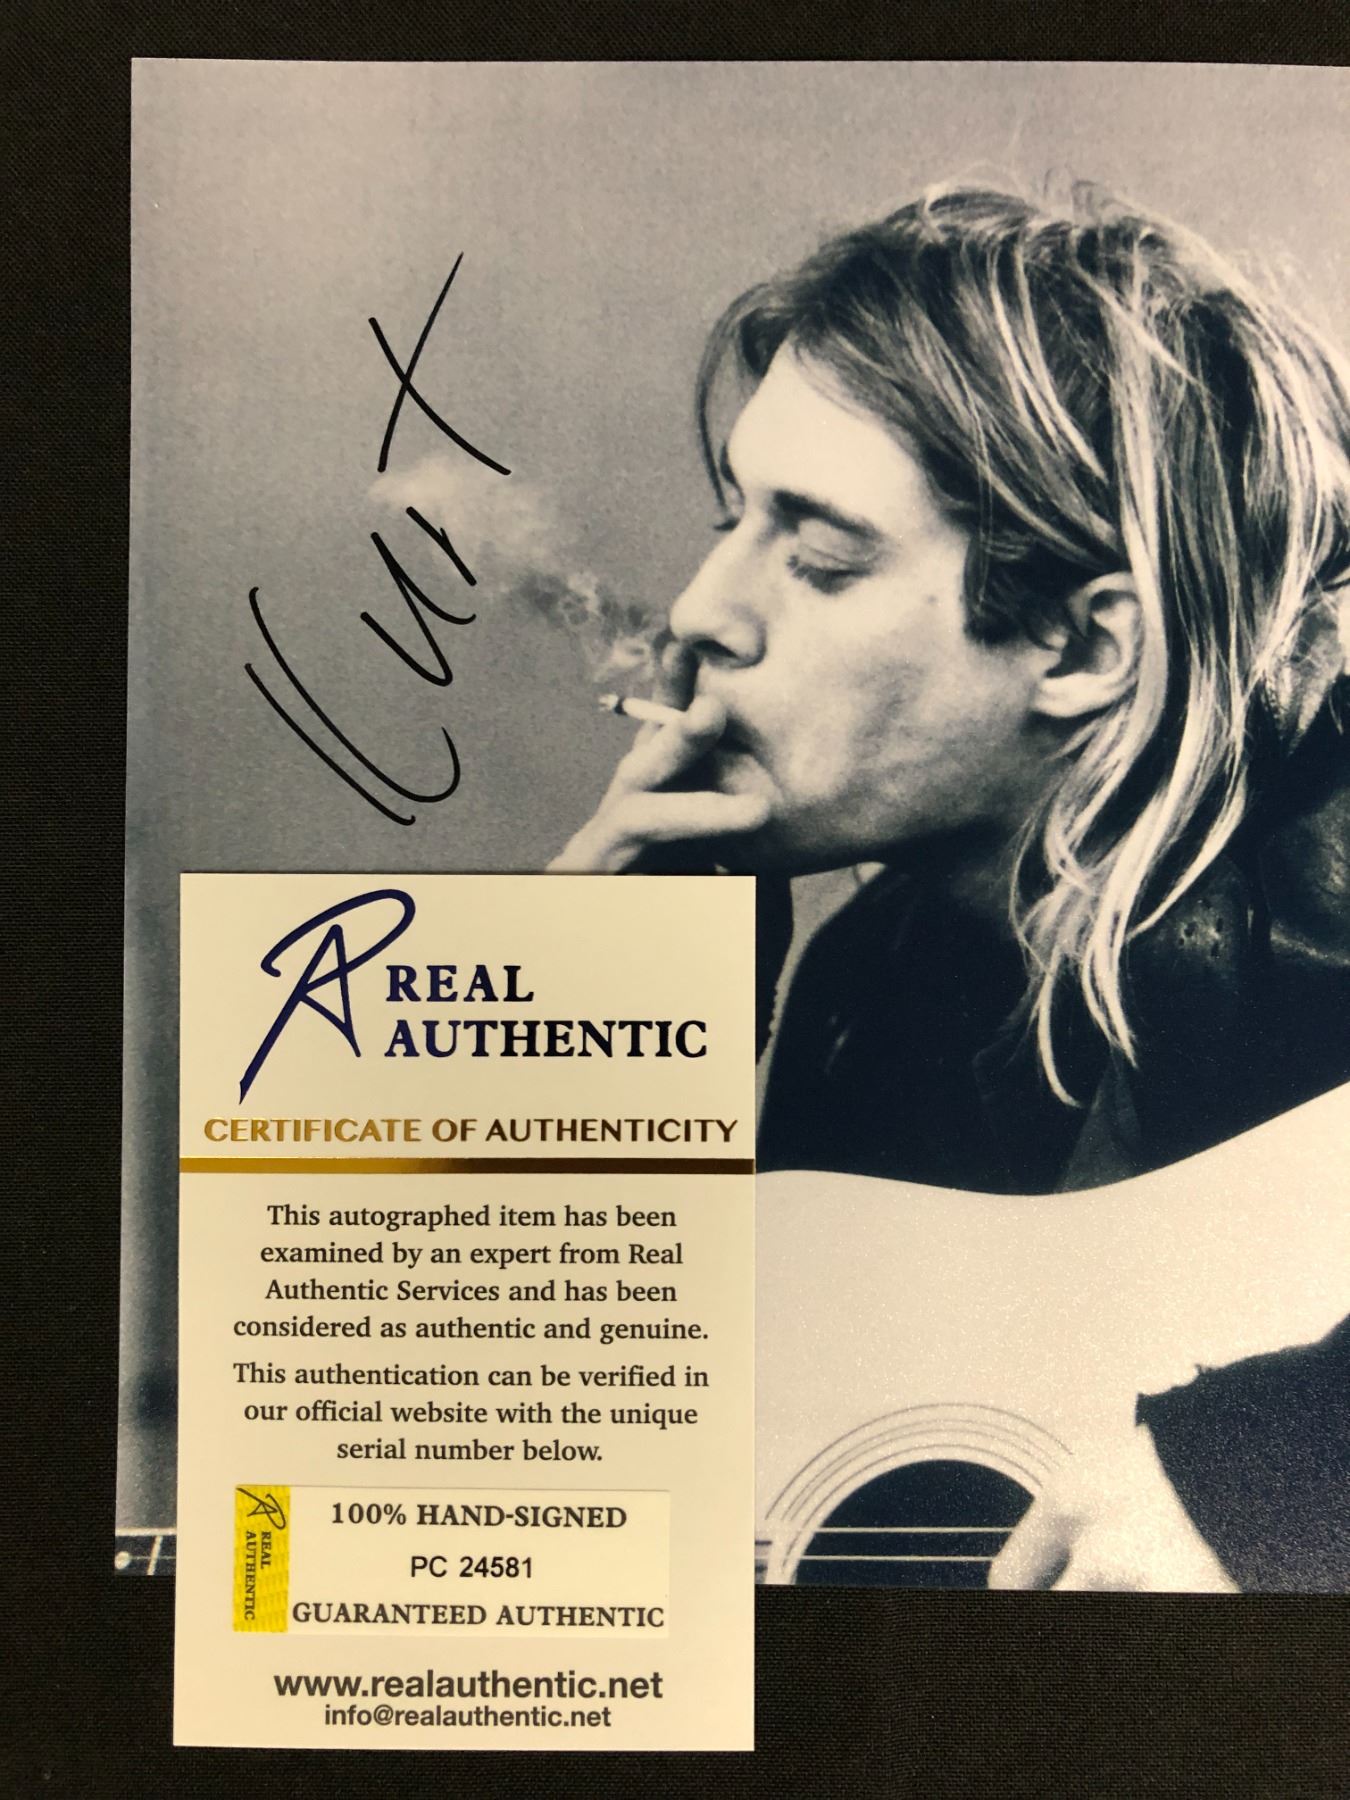 Kurt
REAL
AUTHENTIC
CERTIFICATE OF AUTHENTICITY
This autographed item has been
examined by an expert from Real
Authentic Services and has been
considered as authentic and genuine.
This authentication can be verified in
our official website with the unique
serial number below.
REAL
AUTHENTIC
100% HAND-SIGNED
PC 24581
GUARANTEED AUTHENTIC
www.realauthentic.net
info@realauthentic.net